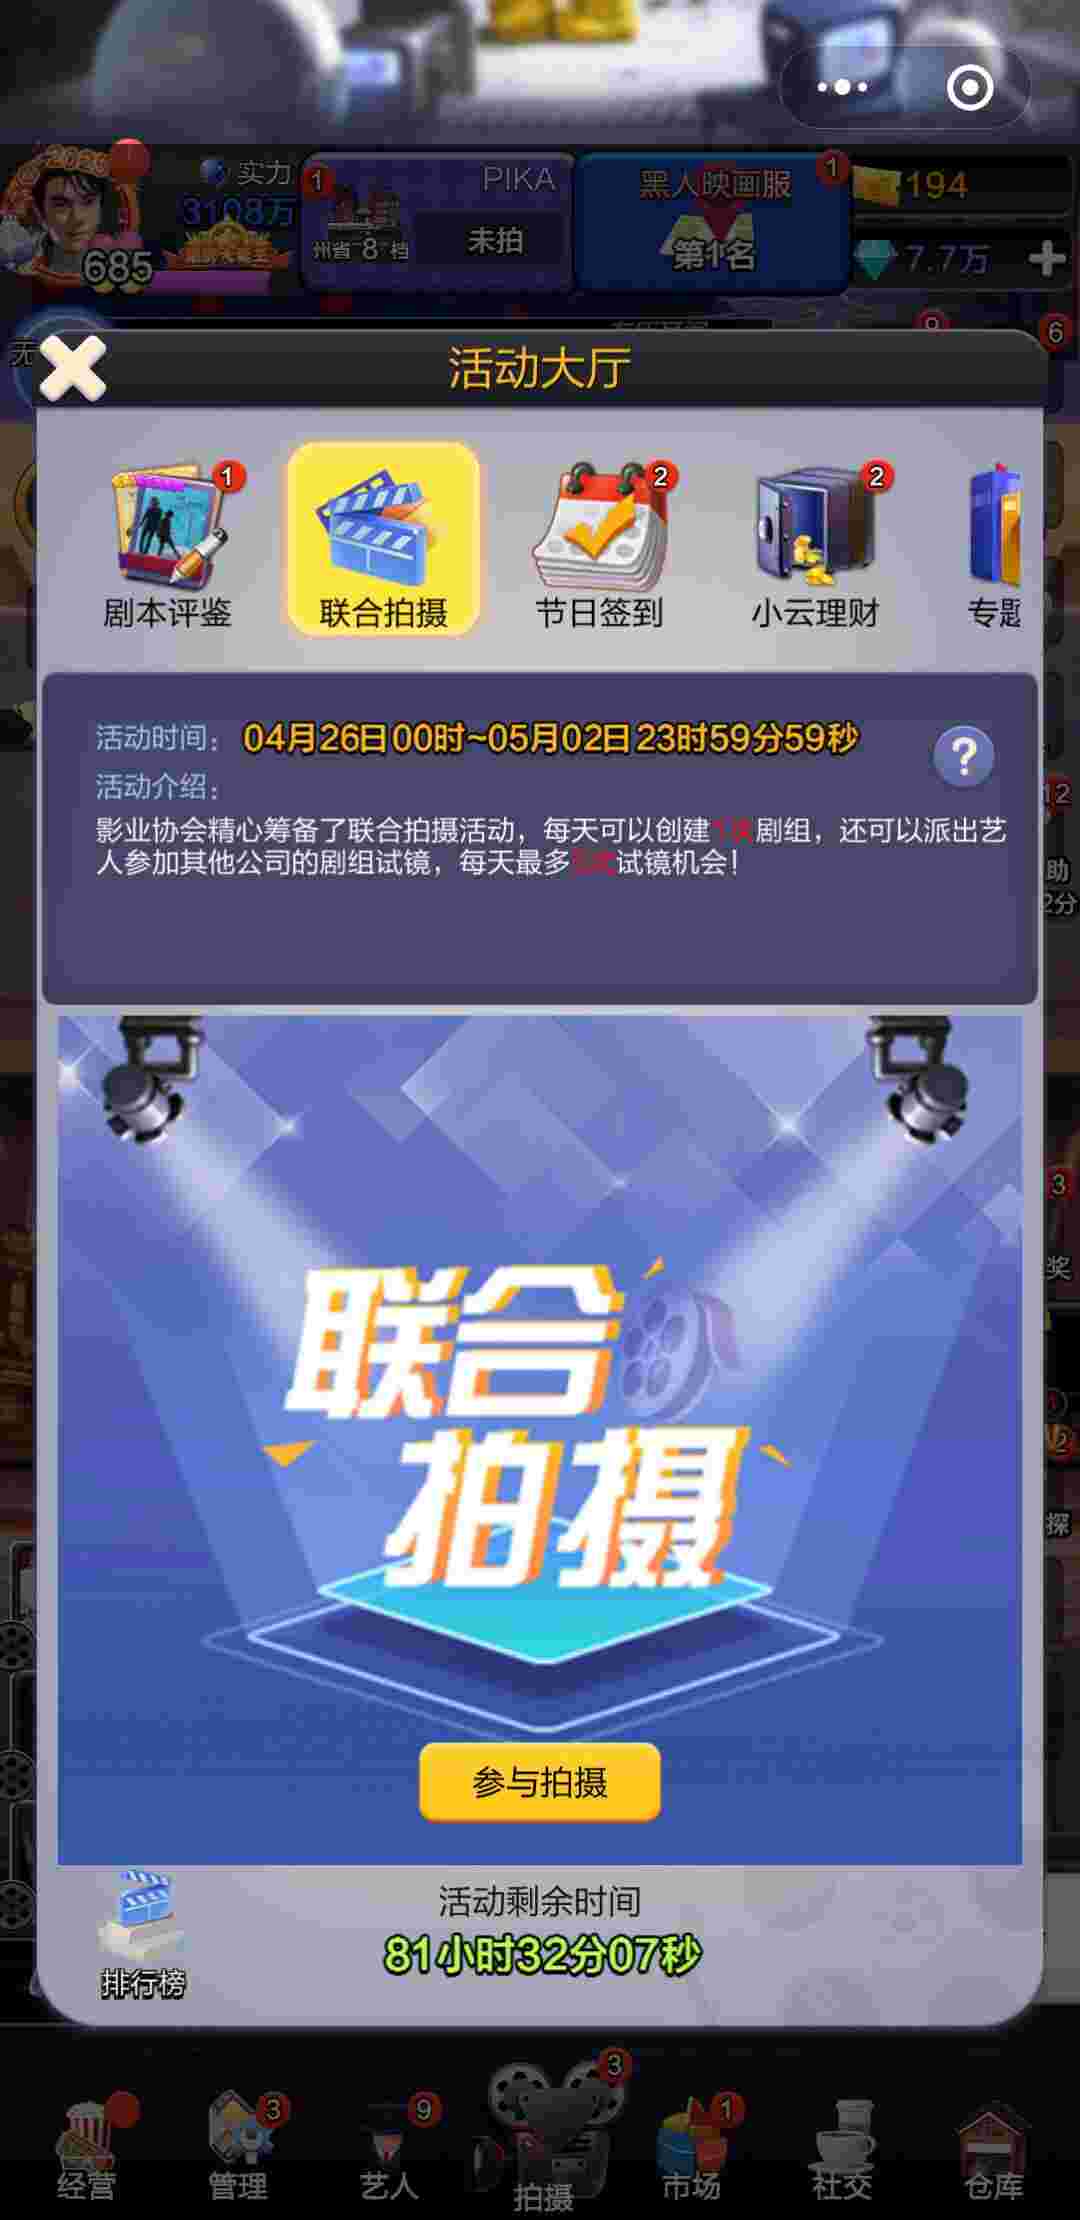 实力
3108万
685
1
PIKA
州省 8 档
未拍
黑人映画服
1
第1名
194
7.7万
6
无
活动大厅
1
2
2
剧本评鉴
联合拍摄
节日签到
小云理财
专题
活动时间：
04月26日00时~05月02日23时59分59秒
?
活动介绍：
影业协会精心筹备了联合拍摄活动，每天可以创建1次剧组，还可以派出艺
人参加其他公司的剧组试镜，每天最多 试镜机会！
12
助
2分
3
奖
联合
拍摄
探
参与拍摄
活动剩余时间
81小时32分07秒
排行榜
3
3
9
1
经营
管理
艺人
拍摄
市场
社交
仓库